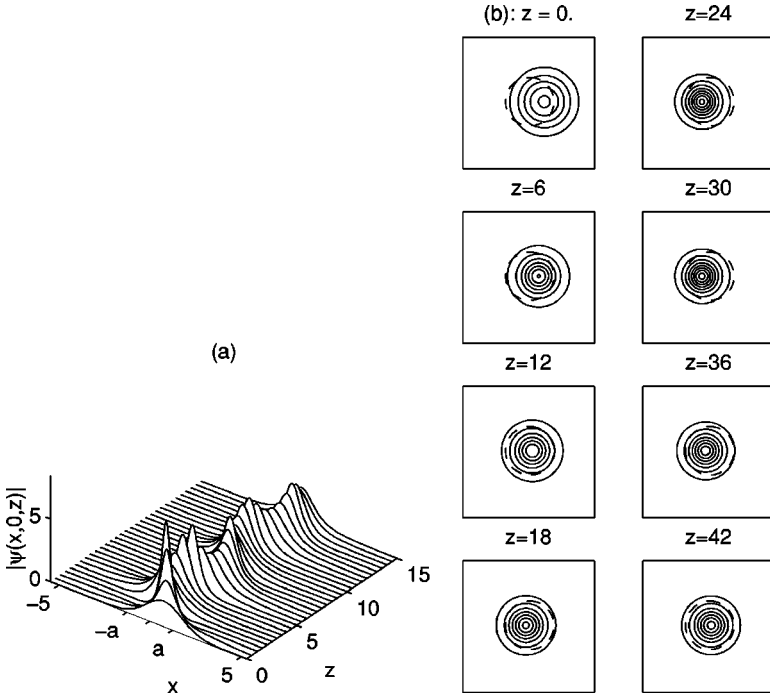 (b): z = 0.
z=24
z=6
z=30
(a)
z=12
z=36
|ψ(x,0,z)|
5
0
−5
−a
a
5
x
0
5
10
15
z
z=18
z=42